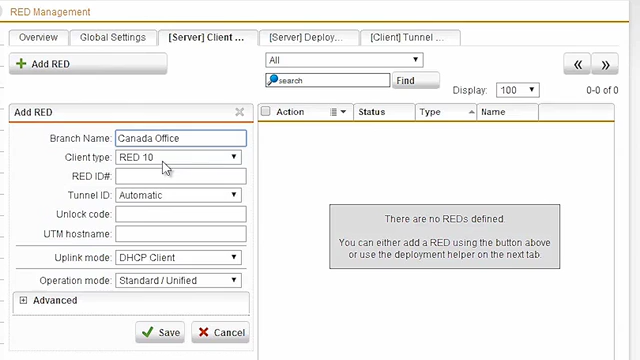 RED Management
Overview
Global Settings
[Server] Client ...
[Server] Deploy...
[Client] Tunnel ...
Add RED
All
search
Find
Display: 100
0-0 of 0
Add RED
Branch Name: Canada Office
Client type: RED 10
RED ID#:
Tunnel ID: Automatic
Unlock code:
UTM hostname:
Uplink mode: DHCP Client
Operation mode: Standard / Unified
Advanced
Save
Cancel
Action
Status
Type
Name
There are no REDs defined.
You can either add a RED using the button above
or use the deployment helper on the next tab.